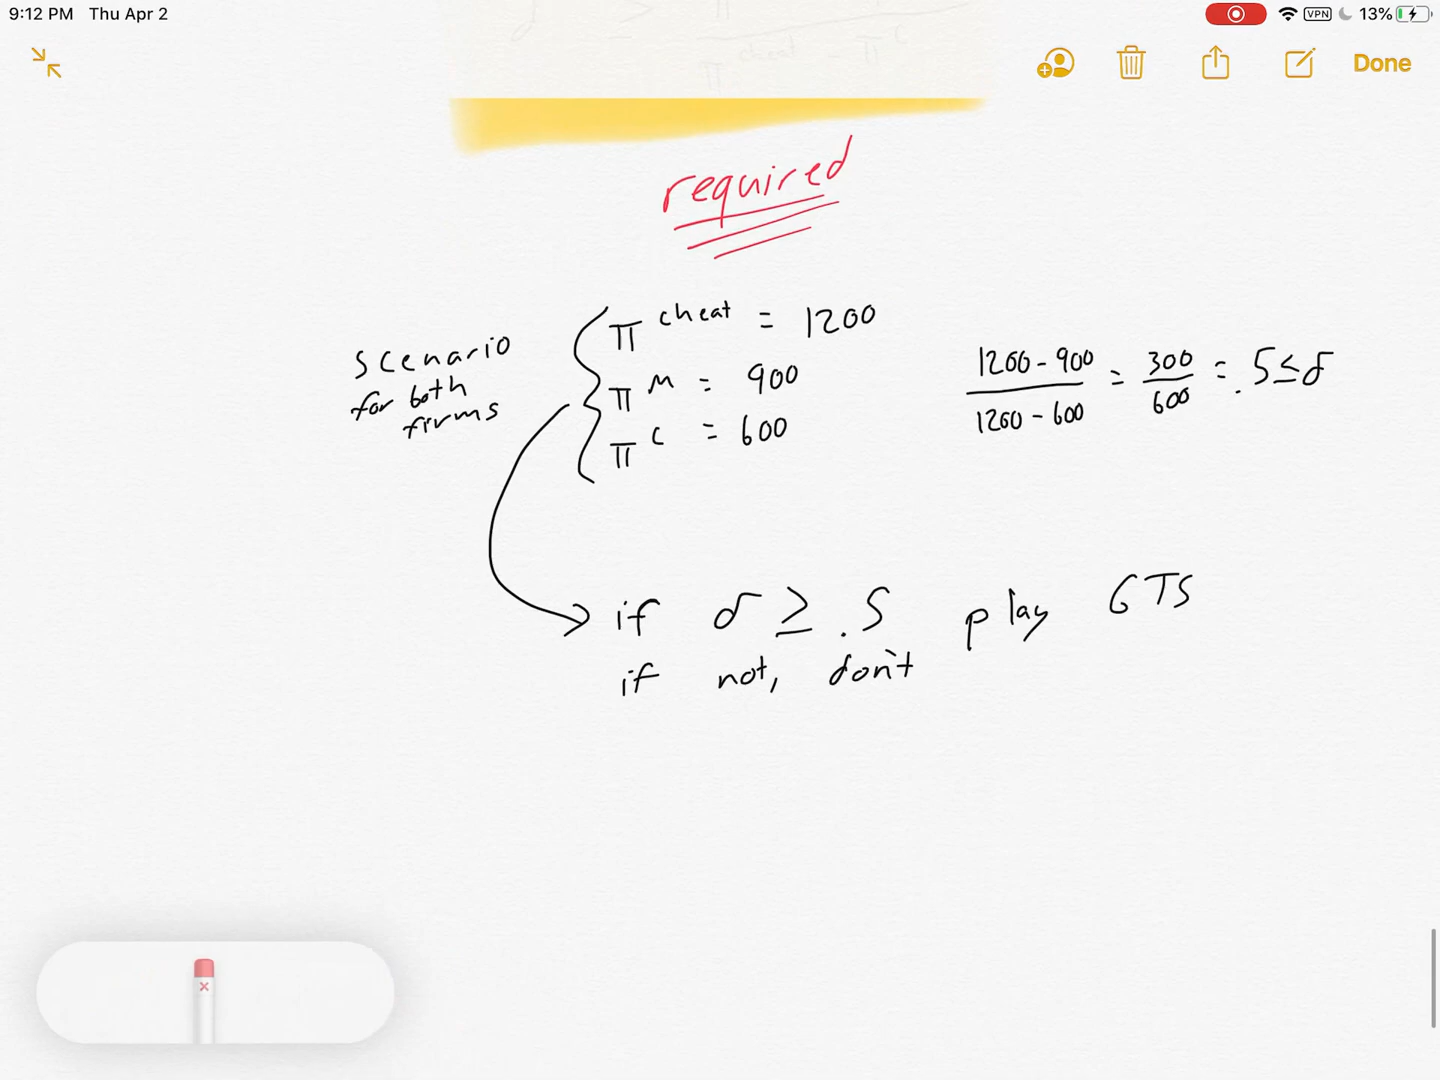 9:12 PM Thu Apr 2
VPN 13%
Done
required
scenario
for both
firms
π^cheat = 1200
π^M = 900
π^c = 600
1200 - 900 / 1200 - 600 = 300 / 600 = .5 ≤ δ
if δ ≥ .5 play GTS
if not, don't